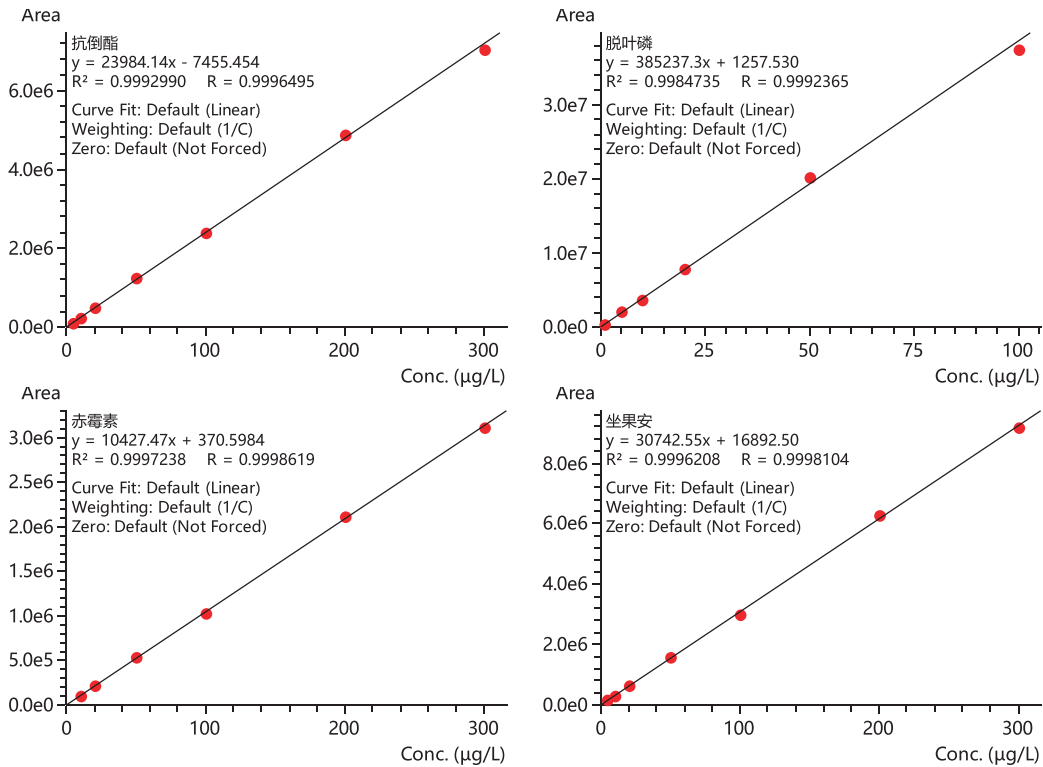 Area
抗倒酯
y = 23984.14x - 7455.454
R² = 0.9992990 R = 0.9996495
Curve Fit: Default (Linear)
Weighting: Default (1/C)
Zero: Default (Not Forced)
6.0e6
4.0e6
2.0e6
0.0e0
0 100 200 300
Conc. (μg/L)
Area
脱叶磷
y = 385237.3x + 1257.530
R² = 0.9984735 R = 0.9992365
Curve Fit: Default (Linear)
Weighting: Default (1/C)
Zero: Default (Not Forced)
3.0e7
2.0e7
1.0e7
0.0e0
0 25 50 75 100
Conc. (μg/L)
Area
赤霉素
y = 10427.47x + 370.5984
R² = 0.9997238 R = 0.9998619
Curve Fit: Default (Linear)
Weighting: Default (1/C)
Zero: Default (Not Forced)
3.0e6
2.5e6
2.0e6
1.5e6
1.0e6
5.0e5
0.0e0
0 100 200 300
Conc. (μg/L)
Area
坐果安
y = 30742.55x + 16892.50
R² = 0.9996208 R = 0.9998104
Curve Fit: Default (Linear)
Weighting: Default (1/C)
Zero: Default (Not Forced)
8.0e6
6.0e6
4.0e6
2.0e6
0.0e0
0 100 200 300
Conc. (μg/L)